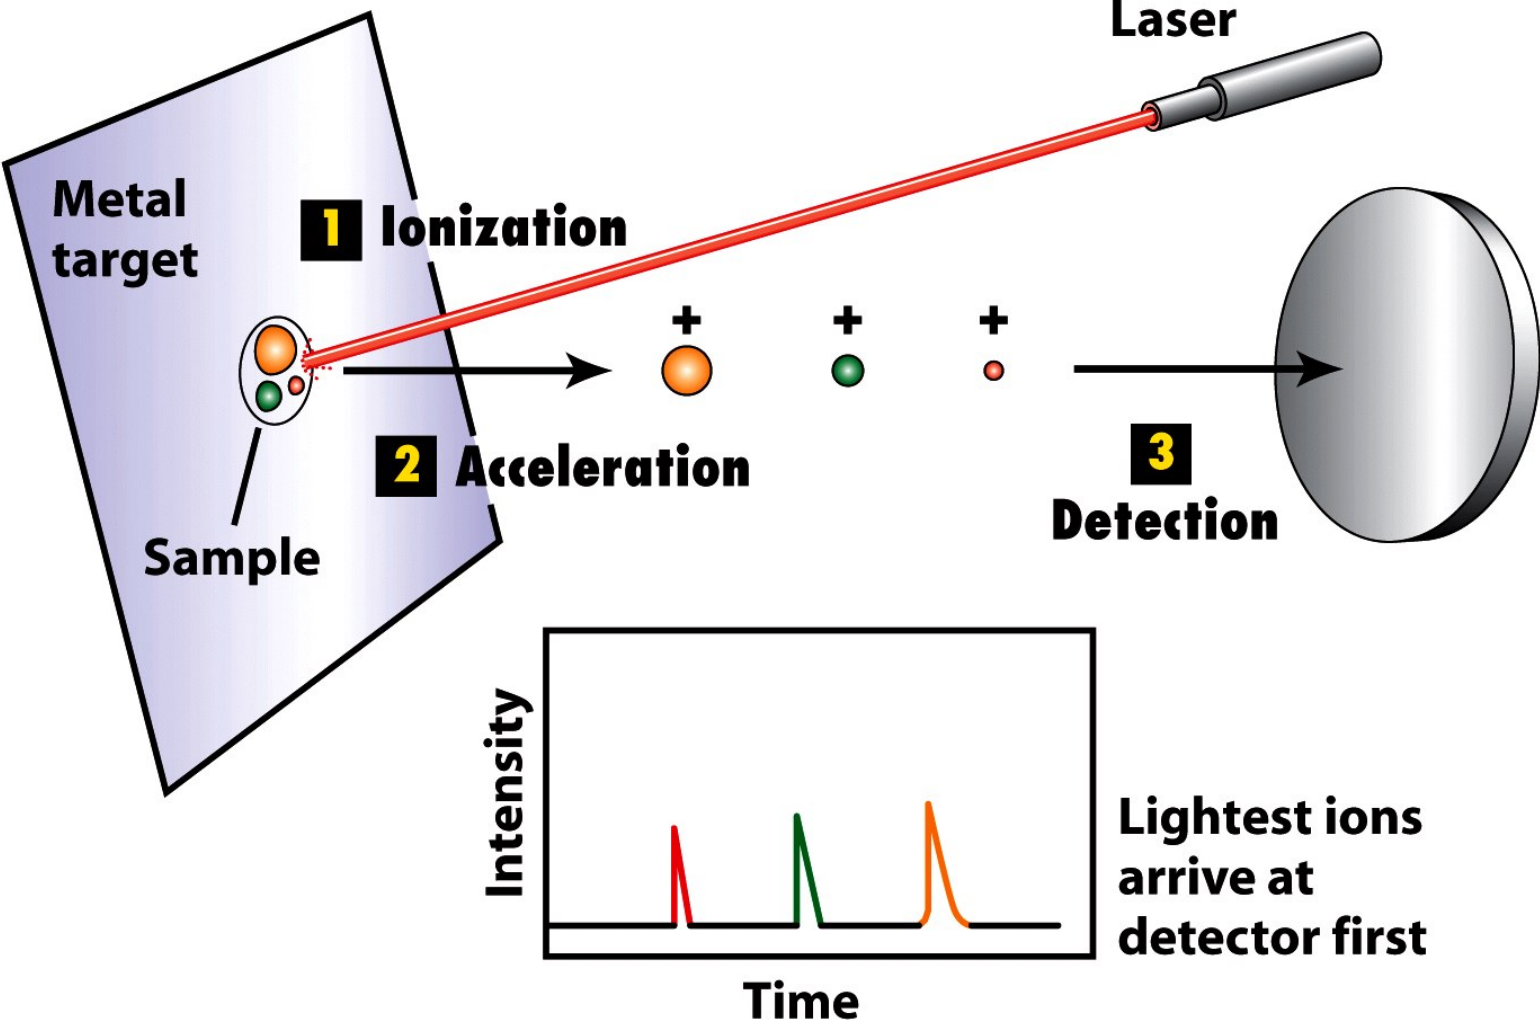 Laser
Metal
target
1 Ionization
+ + +
2 Acceleration
3
Detection
Sample
Intensity
Time
Lightest ions
arrive at
detector first